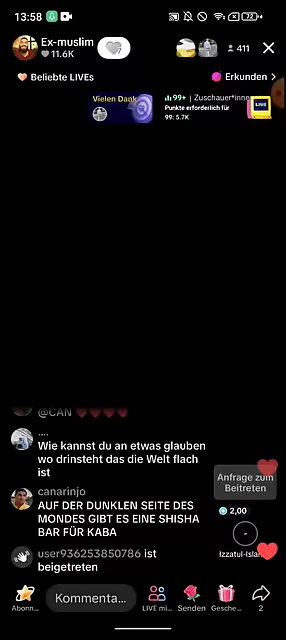 13:58
72
Ex-muslim
11.6K
411
Beliebte LIVEs
Erkunden
Vielen Dank
99+ | Zuschauer*innen
Punkte erforderlich für
99: 5.7K
LIVE
@CAN
....
Wie kannst du an etwas glauben
wo drinsteht das die Welt flach
ist
Anfrage zum
Beitreten
canarinjo
AUF DER DUNKLEN SEITE DES
MONDES GIBT ES EINE SHISHA
BAR FÜR KABA
2,00
user936253850786 ist
beigetreten
Izzatul-Isla
Kommenta...
Abonn...
LIVE mi...
Senden
Gesche...
2